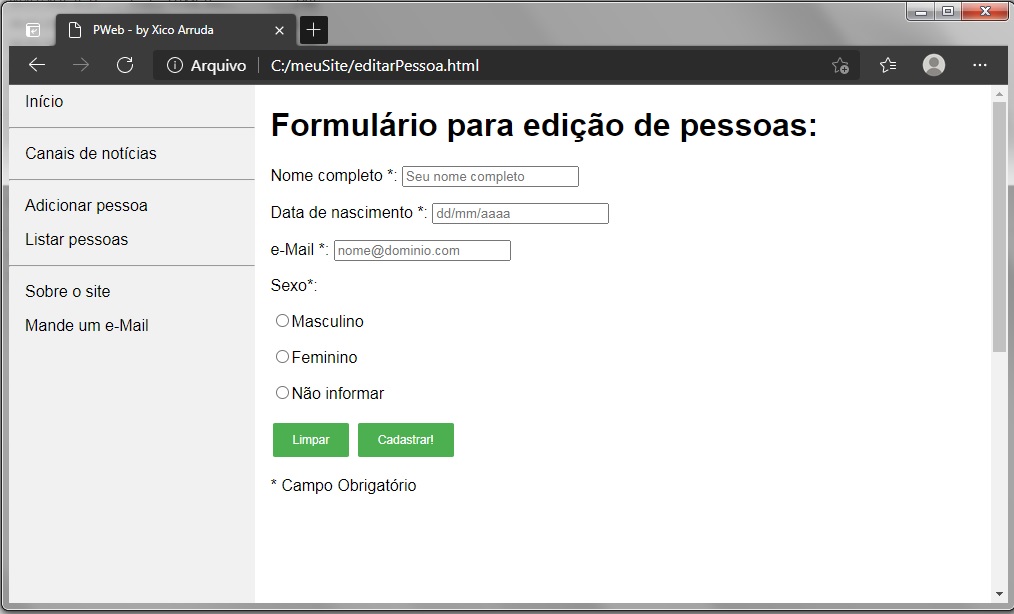 PWeb - by Xico Arruda
Arquivo C:/meuSite/editarPessoa.html
Início
Canais de notícias
Adicionar pessoa
Listar pessoas
Sobre o site
Mande um e-Mail
Formulário para edição de pessoas:
Nome completo *: Seu nome completo
Data de nascimento *: dd/mm/aaaa
e-Mail *: nome@dominio.com
Sexo*:
Masculino
Feminino
Não informar
Limpar Cadastrar!
* Campo Obrigatório